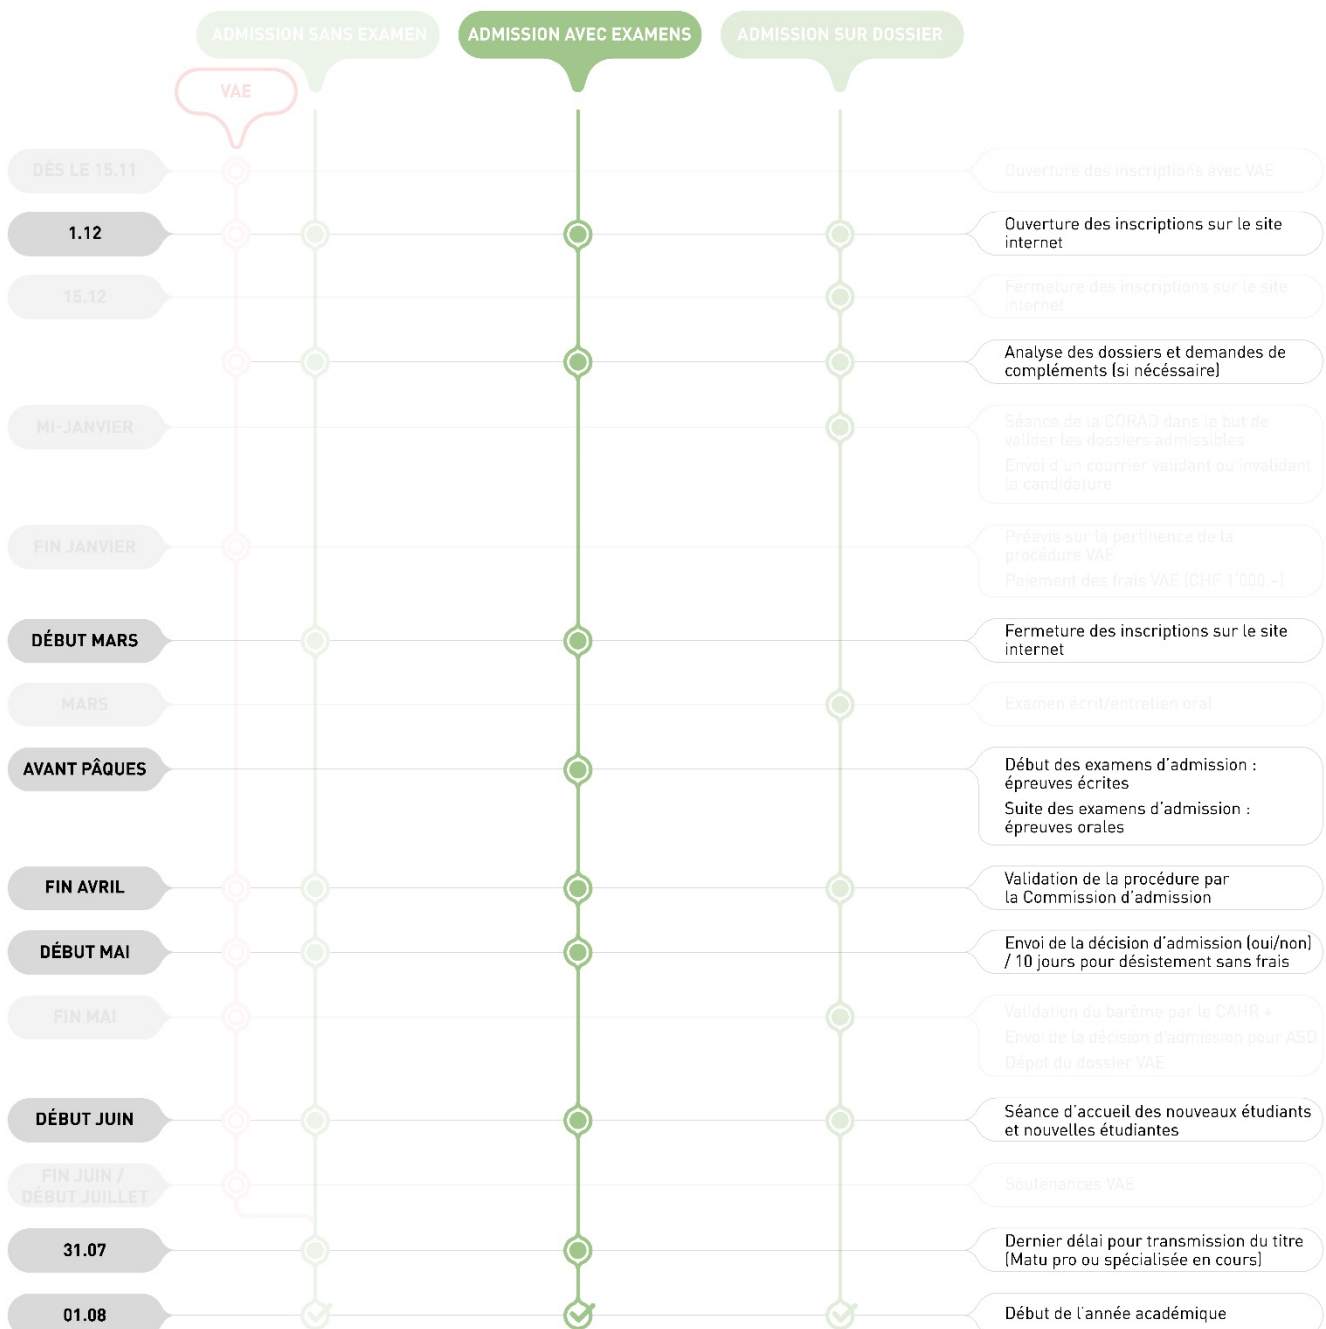 ADMISSION SANS EXAMEN
ADMISSION AVEC EXAMENS
ADMISSION SUR DOSSIER
VAE
DÈS LE 15.11
Ouverture des inscriptions avec VAE
1.12
Ouverture des inscriptions sur le site
internet
15.12
Fermeture des inscriptions sur le site
internet
Analyse des dossiers et demandes de
compléments (si nécéssaire)
MI-JANVIER
Séance de la CORAD dans le but de
valider les dossiers admissibles
Envoi d'un courrier validant ou invalidant
la candidature
FIN JANVIER
Préavis sur la pertinence de la
procédure VAE
Paiement des frais VAE (CHF 1'000.-)
DÉBUT MARS
Fermeture des inscriptions sur le site
internet
MARS
Examen écrit/entretien oral
AVANT PÂQUES
Début des examens d'admission :
épreuves écrites
Suite des examens d'admission :
épreuves orales
FIN AVRIL
Validation de la procédure par
la Commission d'admission
DÉBUT MAI
Envoi de la décision d'admission (oui/non)
/ 10 jours pour désistement sans frais
FIN MAI
Validation du barème par le CAHR +
Envoi de la décision d'admission pour ASD
Dépot du dossier VAE
DÉBUT JUIN
Séance d'accueil des nouveaux étudiants
et nouvelles étudiantes
FIN JUIN /
DÉBUT JUILLET
Soutenances VAE
31.07
Dernier délai pour transmission du titre
(Matu pro ou spécialisée en cours)
01.08
Début de l'année académique